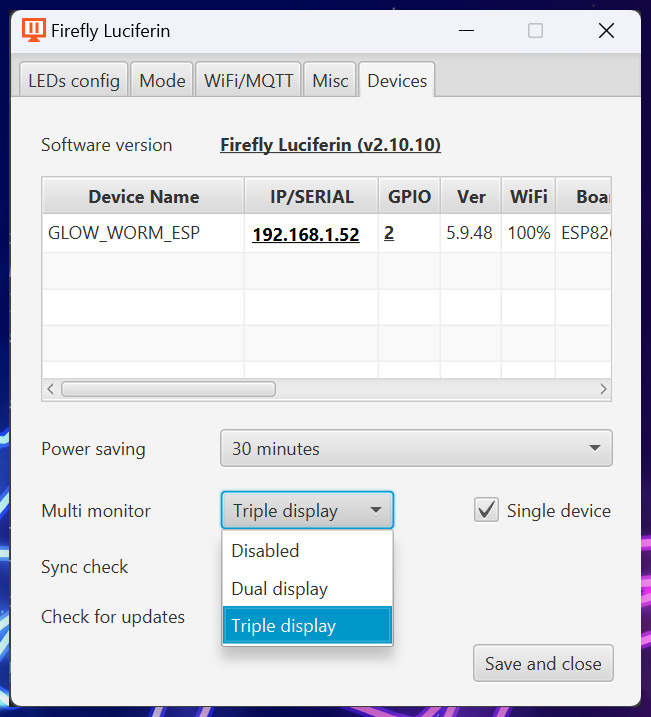 Firefly Luciferin
LEDs config Mode WiFi/MQTT Misc Devices
Software version Firefly Luciferin (v2.10.10)
Device Name IP/SERIAL GPIO Ver WiFi Boa
GLOW_WORM_ESP 192.168.1.52 2 5.9.48 100% ESP82
Power saving 30 minutes
Multi monitor Triple display Single device
Disabled
Sync check
Dual display
Check for updates
Triple display
Save and close